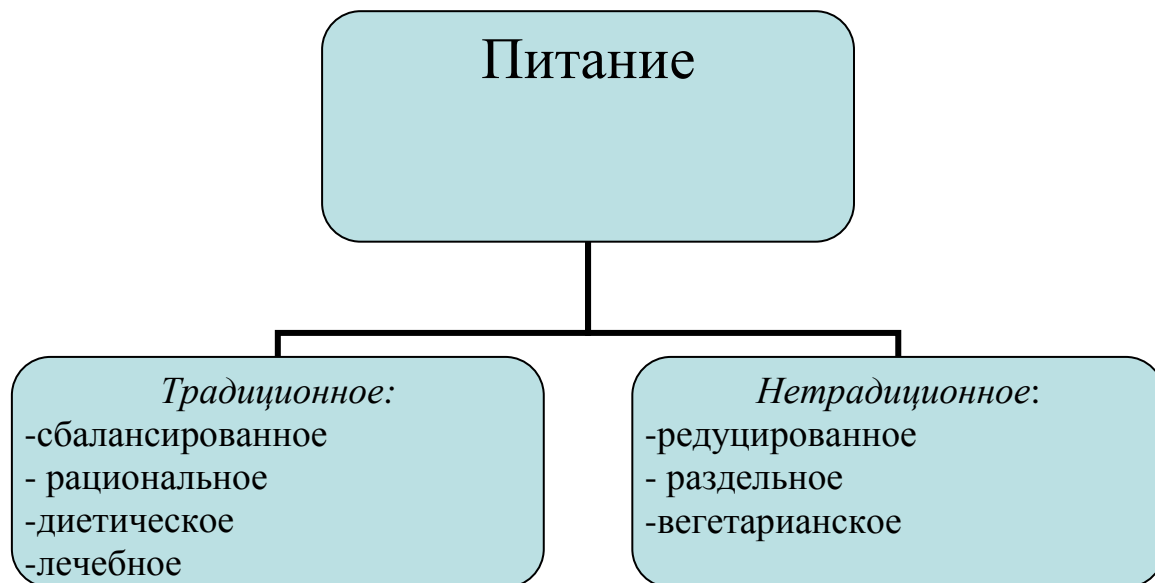 Питание
Традиционное:
-сбалансированное
- рациональное
-диетическое
-лечебное
Нетрадиционное:
-редуцированное
- раздельное
-вегетарианское